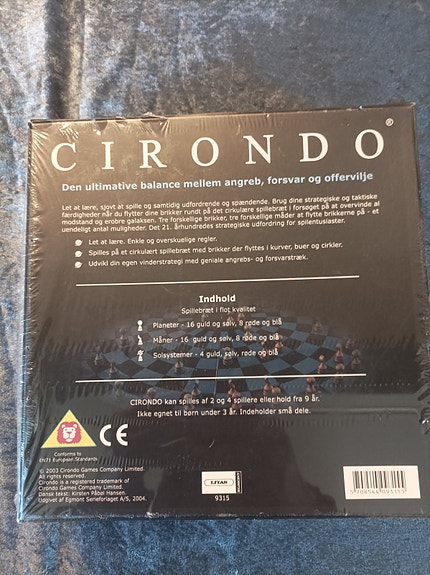 CIRONDO®
Den ultimative balance mellem angreb, forsvar og offervilje
Let at lære, sjovt at spille og samtidig udfordrende og spændende. Brug dine strategiske og taktiske
færdigheder når du flytter dine brikker rundt på det cirkulære spillebræt i forsøget på at overvinde al
modstand og erobre galaksen. Tre forskellige brikker, tre forskellige måder at flytte brikkerne på - et
uendeligt antal muligheder. Det 21. århundredes strategiske udfordring for spilentusiaster.
Let at lære. Enkle og overskuelige regler.
Spilles på et cirkulært spillebræt med brikker der flyttes i kurver, buer og cirkler.
Udvikl din egen vinderstrategi med geniale angrebs- og forsvarstræk.
Indhold
Spillebræt i flot kvalitet
Planeter - 16 guld og sølv, 8 røde og blå
Måner - 16 guld og sølv, 8 røde og blå
Solsystemer - 4 guld, sølv, røde og blå
CIRONDO kan spilles af 2 og 4 spillere eller hold fra 9 år.
Ikke egnet til børn under 3 år. Indeholder små dele.
CE
Conforms to
EN71 European Standards
© 2003 Cirondo Games Company Limited.
All rights reserved.
Cirondo is a registered trademark of
Cirondo Games Company Limited.
Dansk tekst: Kirsten Påbøl Hansen.
Udgivet af Egmont Serieforlaget A/S, 2004.
LITAS
9315